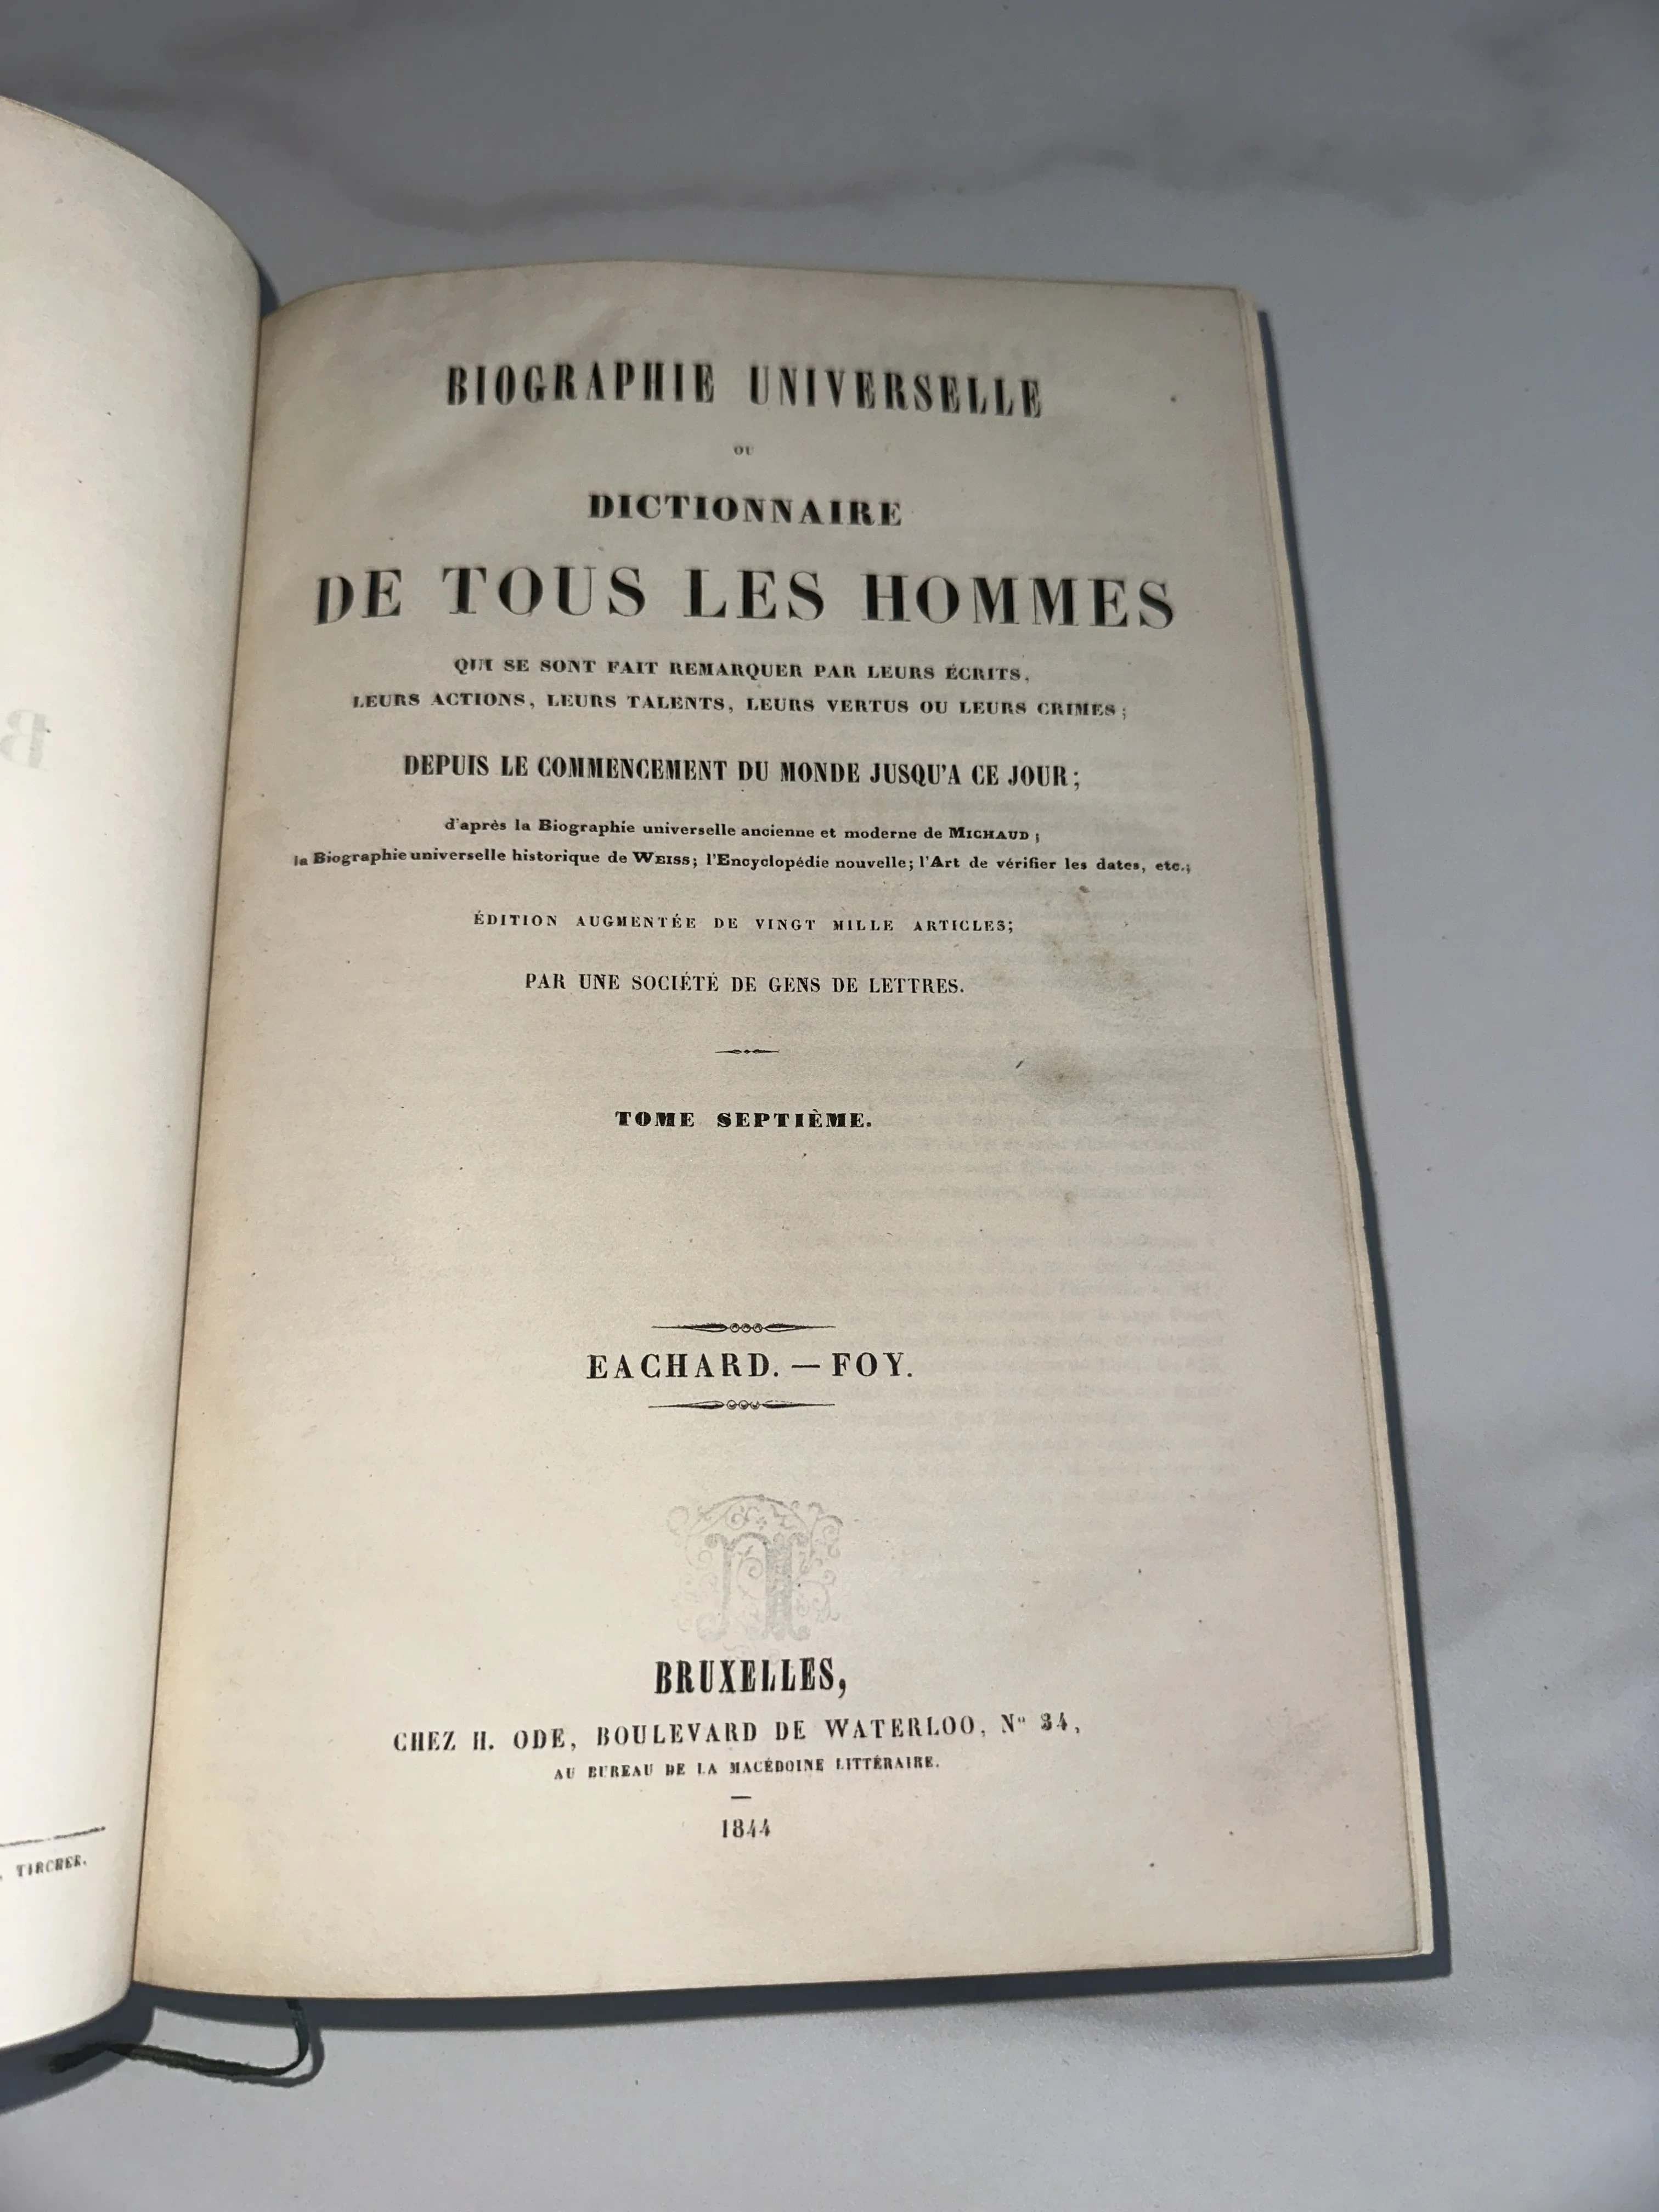 BIOGRAPHIE UNIVERSELLE
OU
DICTIONNAIRE
DE TOUS LES HOMMES
QUI SE SONT FAIT REMARQUER PAR LEURS ÉCRITS,
LEURS ACTIONS, LEURS TALENTS, LEURS VERTUS OU LEURS CRIMES;
DEPUIS LE COMMENCEMENT DU MONDE JUSQU'A CE JOUR;
d'après la Biographie universelle ancienne et moderne de MICHAUD;
la Biographie universelle historique de WEISS; l'Encyclopédie nouvelle; l'Art de vérifier les dates, etc.;
ÉDITION AUGMENTÉE DE VINGT MILLE ARTICLES;
PAR UNE SOCIÉTÉ DE GENS DE LETTRES.
TOME SEPTIÈME.
EACHARD. — FOY.
BRUXELLES,
CHEZ H. ODE, BOULEVARD DE WATERLOO, No 34,
AU BUREAU DE LA MACÉDOINE LITTÉRAIRE.
1844
TIRCHER.